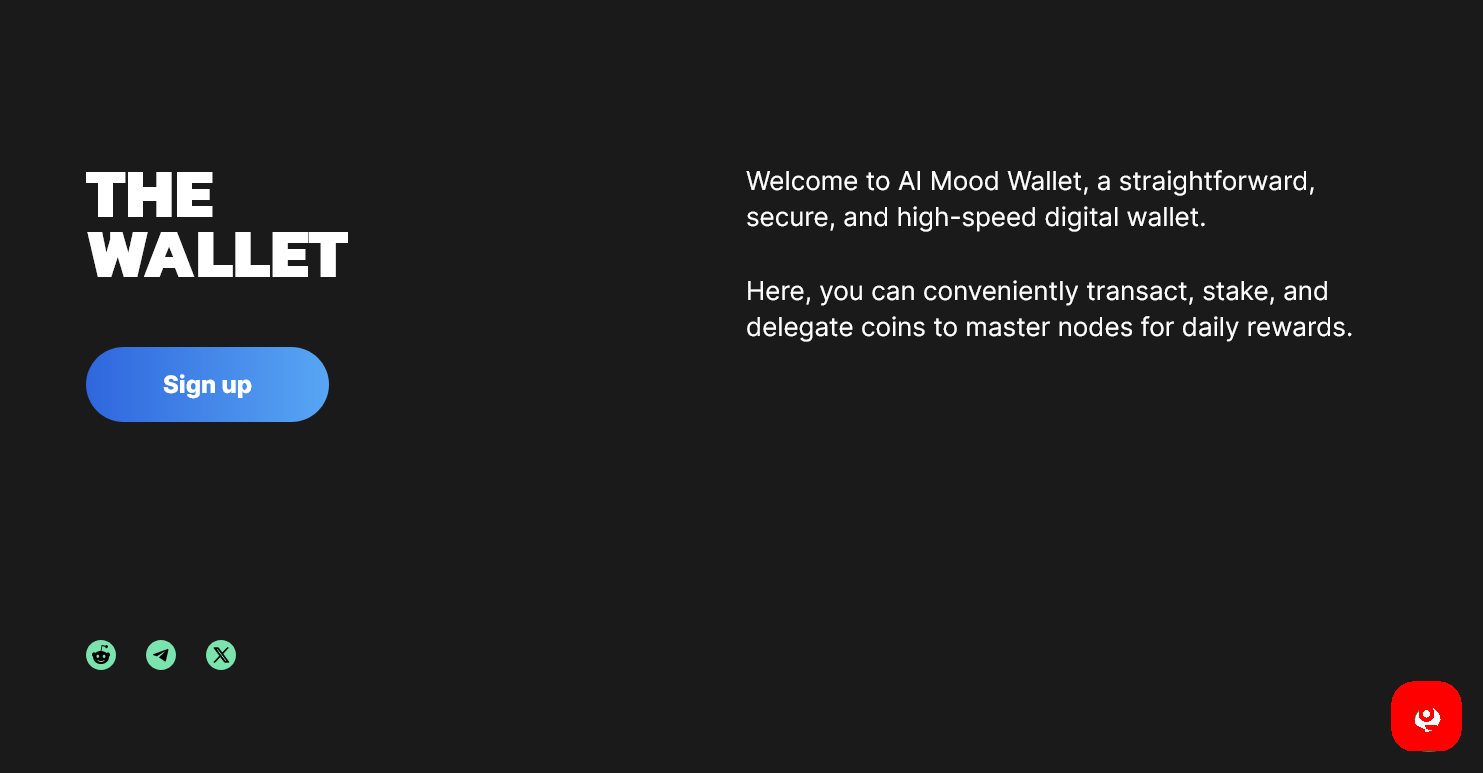 THE
WALLET
Sign up
Welcome to AI Mood Wallet, a straightforward,
secure, and high-speed digital wallet.
Here, you can conveniently transact, stake, and
delegate coins to master nodes for daily rewards.